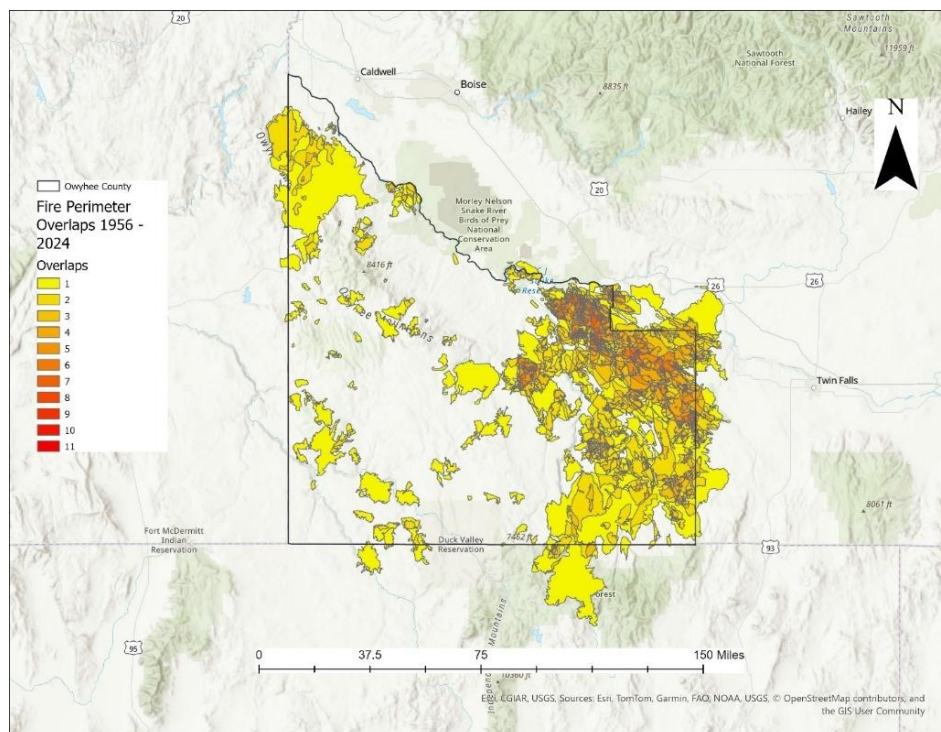 20
Sawtooth
Mountains
11959 ft
Caldwell
Sawtooth
National Forest
Boise
8835 ft
Hailey
N
Owyhee County
Fire Perimeter
Overlaps 1956 -
2024
Overlaps
1
2
3
4
5
6
7
8
9
10
11
20
Morley Nelson
Snake River
Birds of Prey
National
Conservation
Area
8416 ft
26
26
Twin Falls
8061 ft
Fort McDermitt
Indian
Reservation
Duck Valley
Reservation
7462 ft
93
95
Mountains
0
37.5
75
150 Miles
10360 ft
Esri, CGIAR, USGS, Sources: Esri, TomTom, Garmin, FAO, NOAA, USGS, © OpenStreetMap contributors, and
the GIS User Community